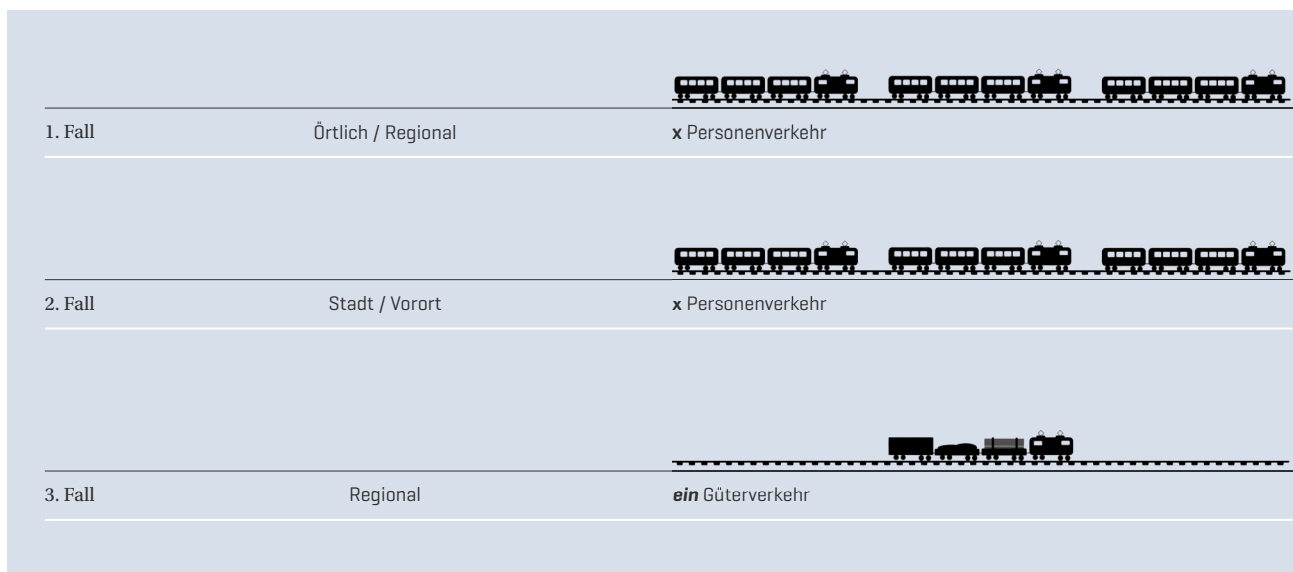 1. Fall Örtlich / Regional x Personenverkehr
2. Fall Stadt / Vorort x Personenverkehr
3. Fall Regional ein Güterverkehr